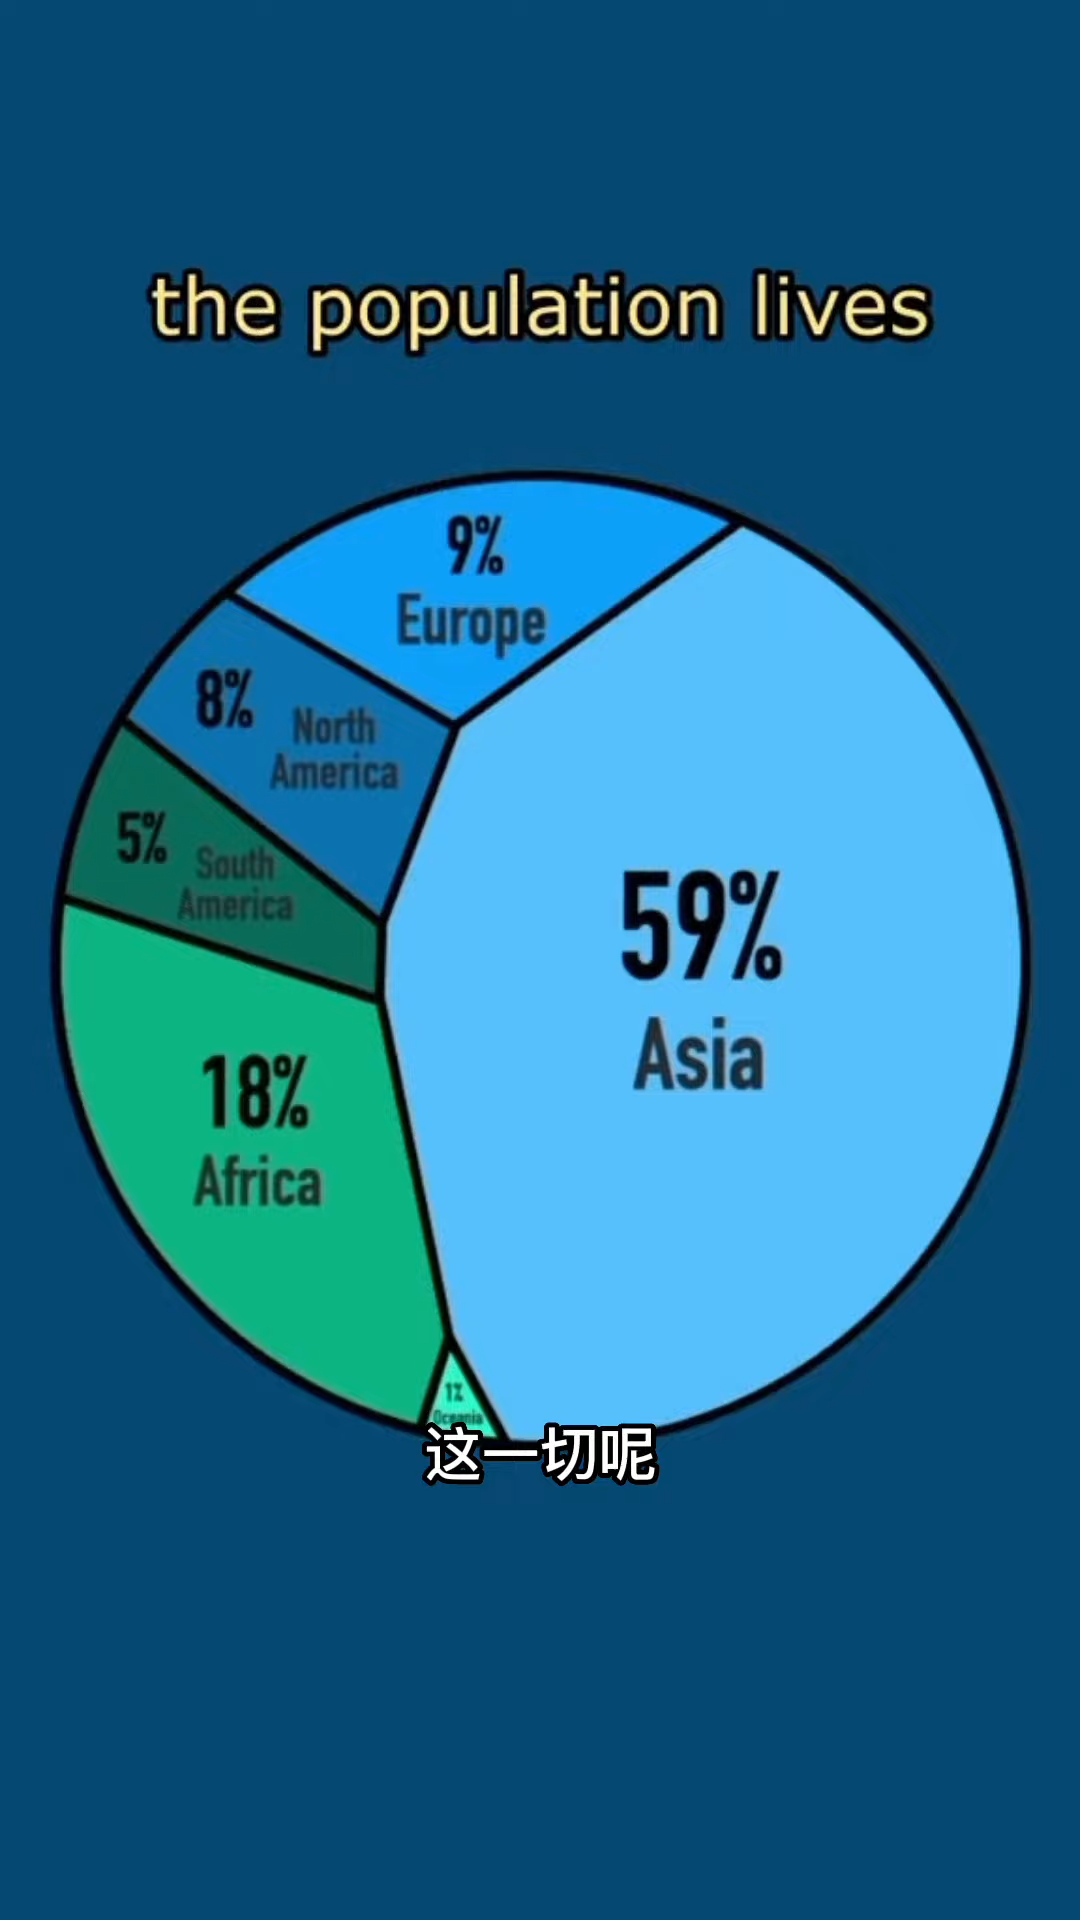 the population lives
9%
Europe
8%
North
America
5%
South
America
59%
Asia
18%
Africa
1%
Oceania
这一切呢